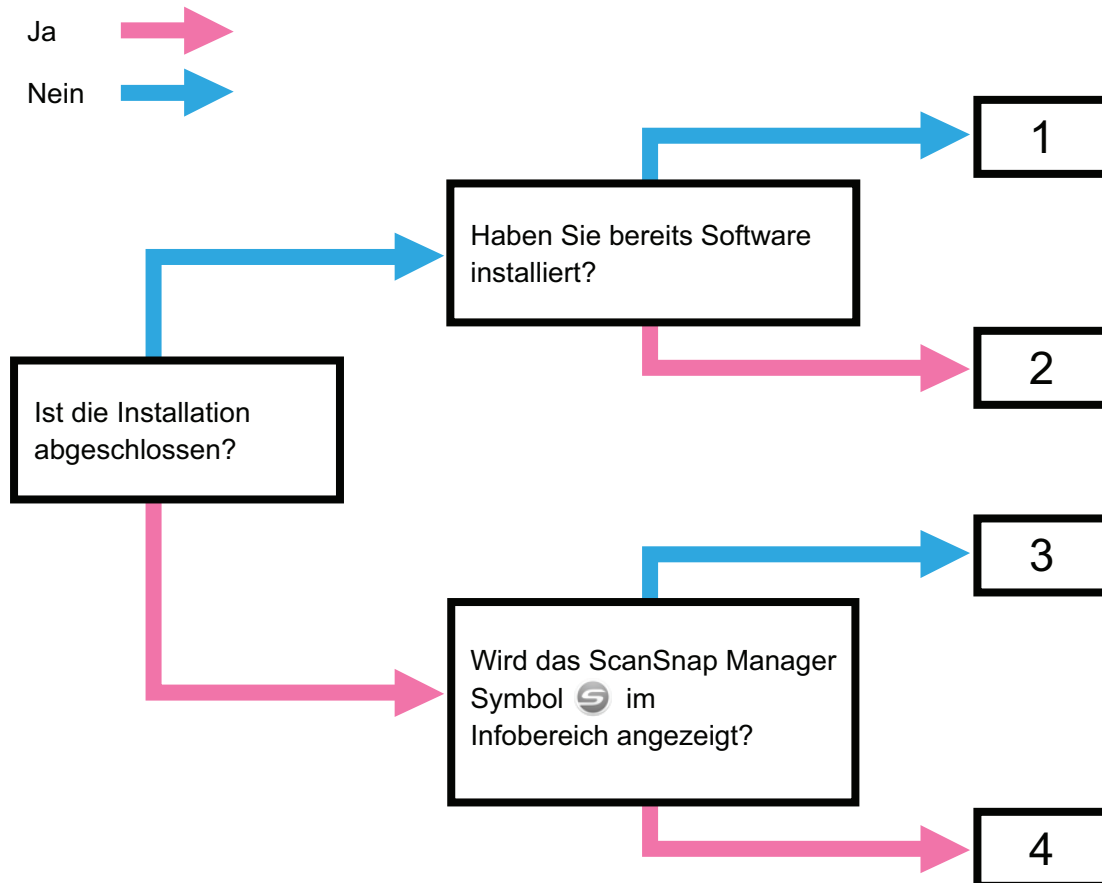 Ja
Nein
1
Haben Sie bereits Software
installiert?
2
Ist die Installation
abgeschlossen?
3
Wird das ScanSnap Manager
Symbol S im
Infobereich angezeigt?
4